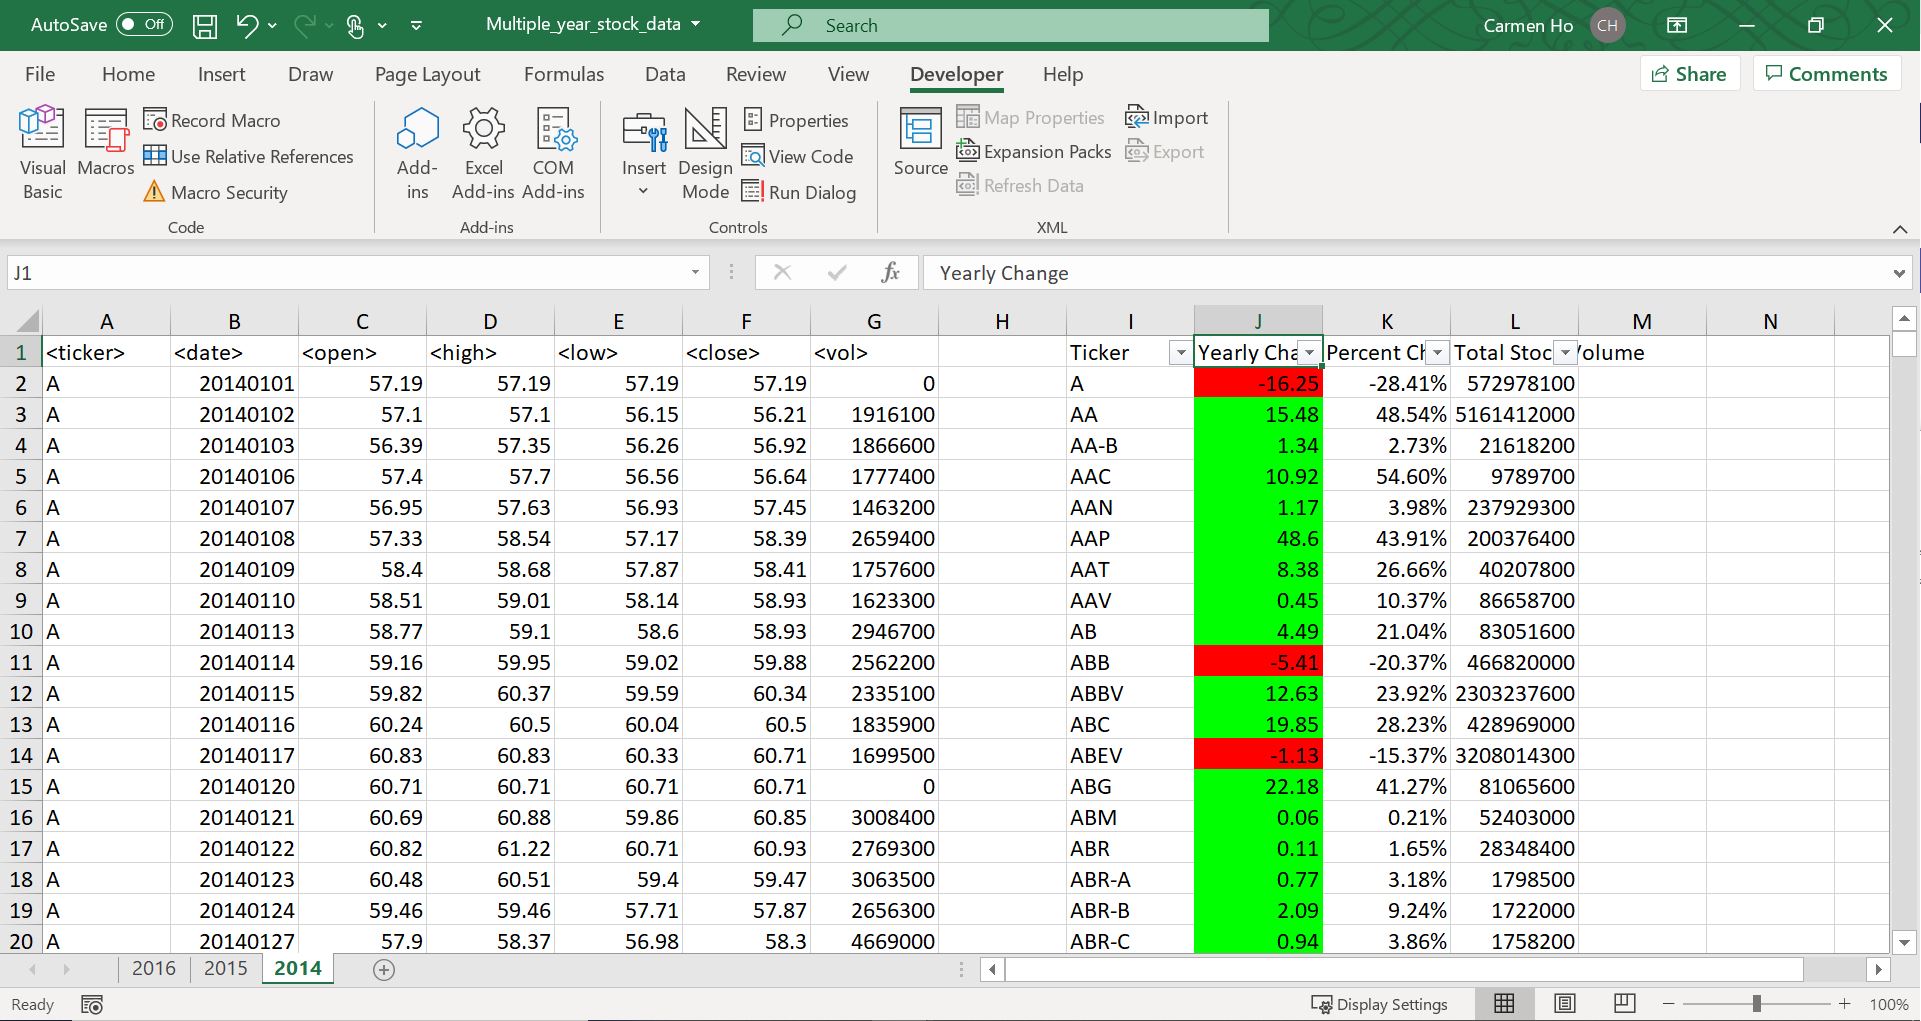 AutoSave Off Multiple_year_stock_data Search Carmen Ho CH
File Home Insert Draw Page Layout Formulas Data Review View Developer Help Share Comments
Visual Basic
Macros
Record Macro
Use Relative References
Macro Security
Code
Add-ins
Excel Add-ins
COM Add-ins
Add-ins
Insert
Design Mode
Properties
View Code
Run Dialog
Controls
Source
Map Properties
Expansion Packs
Refresh Data
Import
Export
XML
J1 fx Yearly Change
A B C D E F G H I J K L M N
1 <ticker> <date> <open> <high> <low> <close> <vol> Ticker Yearly Cha Percent Ch Total Stoc Volume
2 A 20140101 57.19 57.19 57.19 57.19 0 A -16.25 -28.41% 572978100
3 A 20140102 57.1 57.1 56.15 56.21 1916100 AA 15.48 48.54% 5161412000
4 A 20140103 56.39 57.35 56.26 56.92 1866600 AA-B 1.34 2.73% 21618200
5 A 20140106 57.4 57.7 56.56 56.64 1777400 AAC 10.92 54.60% 9789700
6 A 20140107 56.95 57.63 56.93 57.45 1463200 AAN 1.17 3.98% 237929300
7 A 20140108 57.33 58.54 57.17 58.39 2659400 AAP 48.6 43.91% 200376400
8 A 20140109 58.4 58.68 57.87 58.41 1757600 AAT 8.38 26.66% 40207800
9 A 20140110 58.51 59.01 58.14 58.93 1623300 AAV 0.45 10.37% 86658700
10 A 20140113 58.77 59.1 58.6 58.93 2946700 AB 4.49 21.04% 83051600
11 A 20140114 59.16 59.95 59.02 59.88 2562200 ABB -5.41 -20.37% 466820000
12 A 20140115 59.82 60.37 59.59 60.34 2335100 ABBV 12.63 23.92% 2303237600
13 A 20140116 60.24 60.5 60.04 60.5 1835900 ABC 19.85 28.23% 428969000
14 A 20140117 60.83 60.83 60.33 60.71 1699500 ABEV -1.13 -15.37% 3208014300
15 A 20140120 60.71 60.71 60.71 60.71 0 ABG 22.18 41.27% 81065600
16 A 20140121 60.69 60.88 59.86 60.85 3008400 ABM 0.06 0.21% 52403000
17 A 20140122 60.82 61.22 60.71 60.93 2769300 ABR 0.11 1.65% 28348400
18 A 20140123 60.48 60.51 59.4 59.47 3063500 ABR-A 0.77 3.18% 1798500
19 A 20140124 59.46 59.46 57.71 57.87 2656300 ABR-B 2.09 9.24% 1722000
20 A 20140127 57.9 58.37 56.98 58.3 4669000 ABR-C 0.94 3.86% 1758200
2016 2015 2014
Ready Display Settings 100%